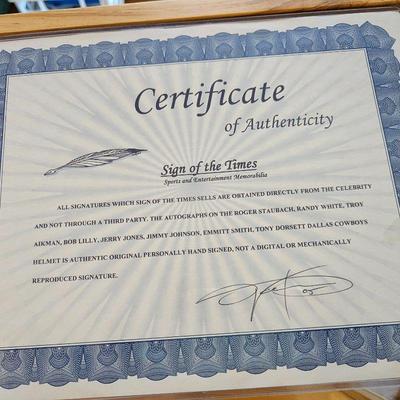 Certificate
of Authenticity
Sign of the Times
Sports and Entertainment Memorabilia
ALL SIGNATURES WHICH SIGN OF THE TIMES SELLS ARE OBTAINED DIRECTLY FROM THE CELEBRITY
AND NOT THROUGH A THIRD PARTY. THE AUTOGRAPHS ON THE ROGER STAUBACH, RANDY WHITE, TROY
AIKMAN, BOB LILLY, JERRY JONES, JIMMY JOHNSON, EMMITT SMITH, TONY DORSETT DALLAS COWBOYS
HELMET IS AUTHENTIC ORIGINAL PERSONALLY HAND SIGNED, NOT A DIGITAL OR MECHANICALLY
REPRODUCED SIGNATURE.